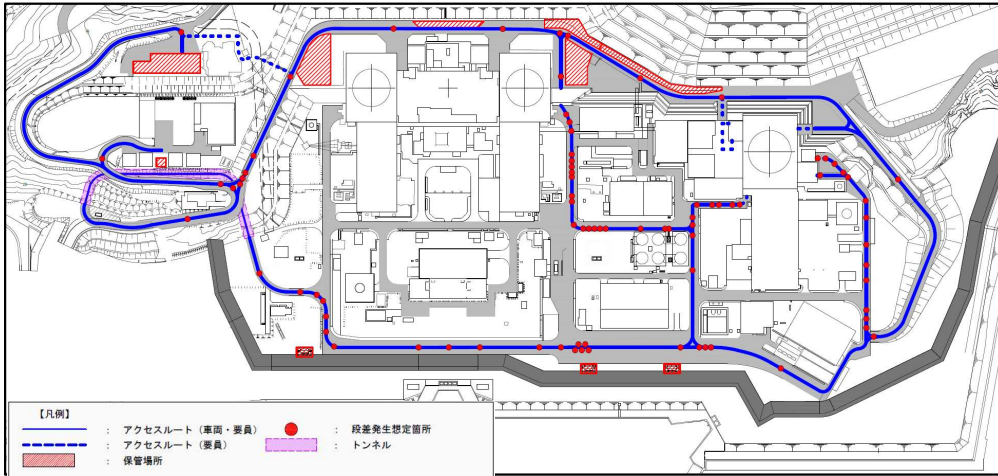 【凡例】
： アクセスルート（車両・要員）
： 段差発生想定箇所
： アクセスルート（要員）
： トンネル
： 保管場所